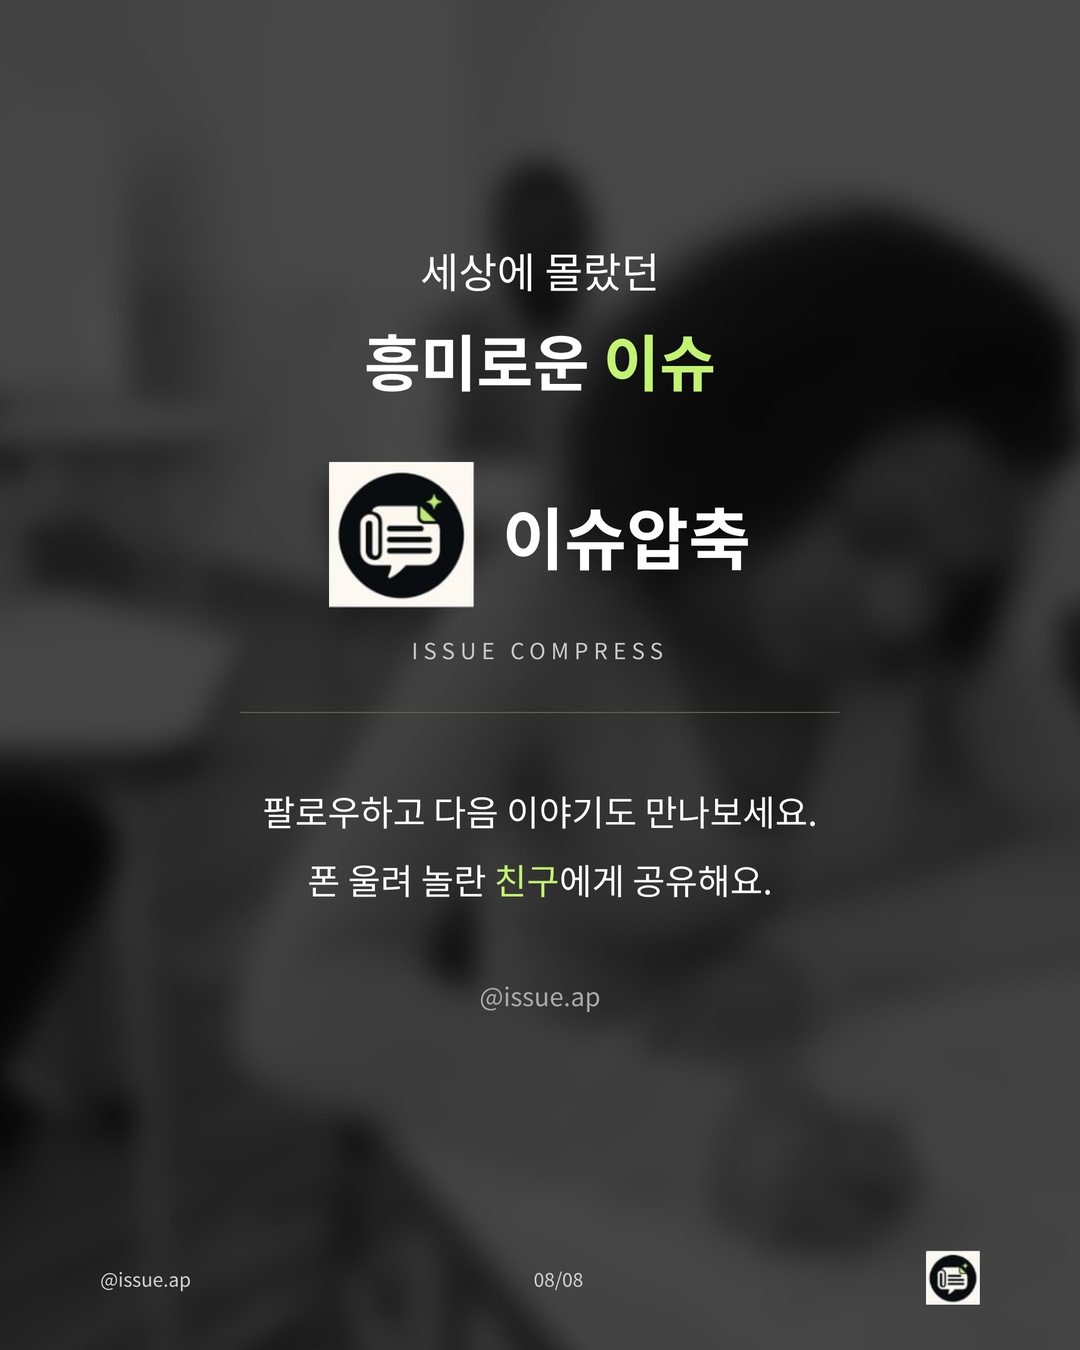 세상에 몰랐던
흥미로운 이슈
이슈압축
ISSUE COMPRESS
팔로우하고 다음 이야기도 만나보세요.
폰 울려 놀란 친구에게 공유해요.
@issue.ap
@issue.ap
08/08